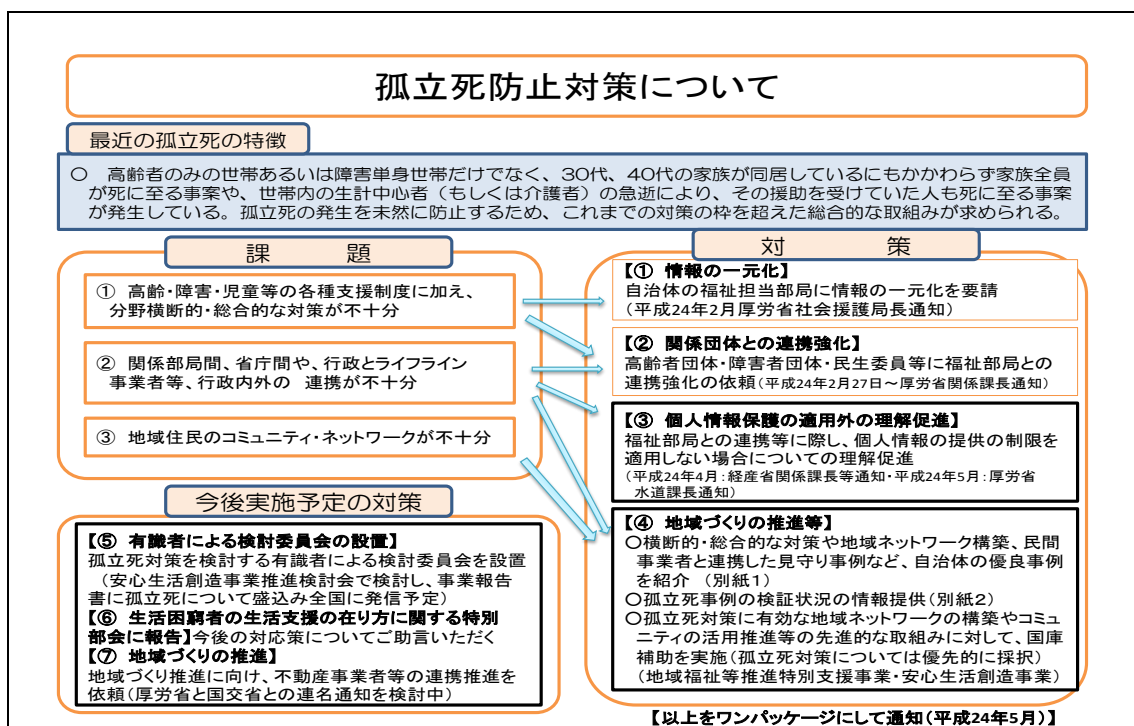 孤立死防止対策について
最近の孤立死の特徴
○ 高齢者のみの世帯あるいは障害単身世帯だけでなく、30代、40代の家族が同居しているにもかかわらず家族全員
が死に至る事案や、世帯内の生計中心者（もしくは介護者）の急逝により、その援助を受けていた人も死に至る事案
が発生している。孤立死の発生を未然に防止するため、これまでの対策の枠を超えた総合的な取組みが求められる。
課 題
① 高齢・障害・児童等の各種支援制度に加え、
分野横断的・総合的な対策が不十分
② 関係部局間、省庁間や、行政とライフライン
事業者等、行政内外の 連携が不十分
③ 地域住民のコミュニティ・ネットワークが不十分
今後実施予定の対策
【⑤ 有識者による検討委員会の設置】
孤立死対策を検討する有識者による検討委員会を設置
（安心生活創造事業推進検討会で検討し、事業報告
書に孤立死について盛込み全国に発信予定）
【⑥ 生活困窮者の生活支援の在り方に関する特別
部会に報告】今後の対応策についてご助言いただく
【⑦ 地域づくりの推進】
地域づくり推進に向け、不動産事業者等の連携推進を
依頼（厚労省と国交省との連名通知を検討中）
対 策
【① 情報の一元化】
自治体の福祉担当部局に情報の一元化を要請
（平成24年2月厚労省社会援護局長通知）
【② 関係団体との連携強化】
高齢者団体・障害者団体・民生委員等に福祉部局との
連携強化の依頼（平成24年2月27日～厚労省関係課長通知）
【③ 個人情報保護の適用外の理解促進】
福祉部局との連携等に際し、個人情報の提供の制限を
適用しない場合についての理解促進
（平成24年4月：経産省関係課長等通知・平成24年5月：厚労省
水道課長通知）
【④ 地域づくりの推進等】
○横断的・総合的な対策や地域ネットワーク構築、民間
事業者と連携した見守り事例など、自治体の優良事例
を紹介 （別紙1）
○孤立死事例の検証状況の情報提供（別紙2）
○孤立死対策に有効な地域ネットワークの構築やコミュ
ニティの活用推進等の先進的な取組みに対して、国庫
補助を実施（孤立死対策については優先的に採択）
（地域福祉等推進特別支援事業・安心生活創造事業）
【以上をワンパッケージにして通知（平成24年5月）】